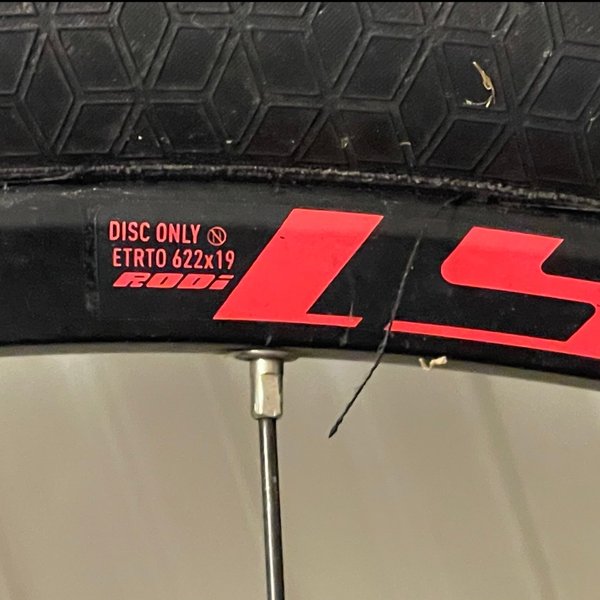 DISC ONLY Ⓝ
ETRTO 622x19
RODi